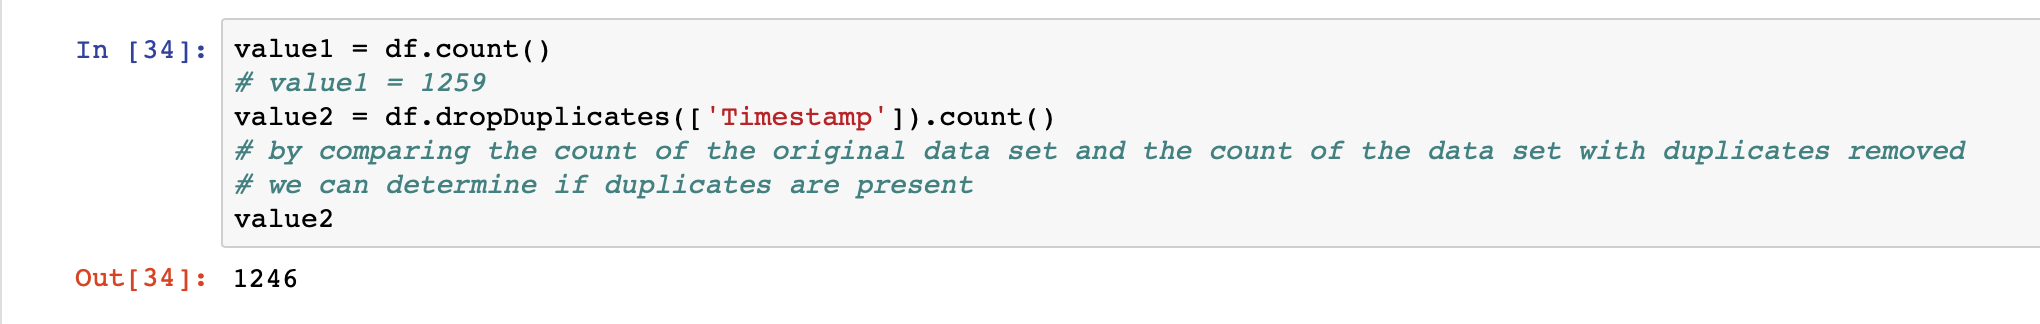 In [34]: value1 = df.count()
# value1 = 1259
value2 = df.dropDuplicates(['Timestamp']).count()
# by comparing the count of the original data set and the count of the data set with duplicates removed
# we can determine if duplicates are present
value2
Out[34]: 1246